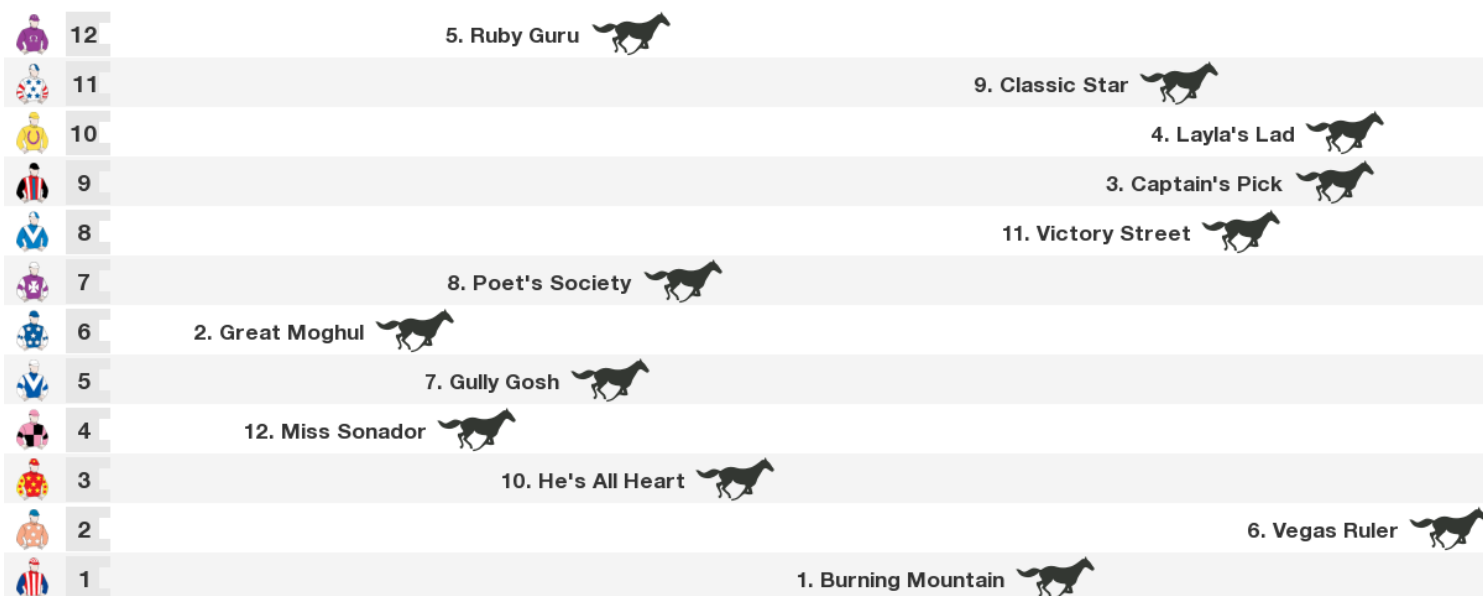 12 5. Ruby Guru
11 9. Classic Star
10 4. Layla's Lad
9 3. Captain's Pick
8 11. Victory Street
7 8. Poet's Society
6 2. Great Moghul
5 7. Gully Gosh
4 12. Miss Sonador
3 10. He's All Heart
2 6. Vegas Ruler
1 1. Burning Mountain